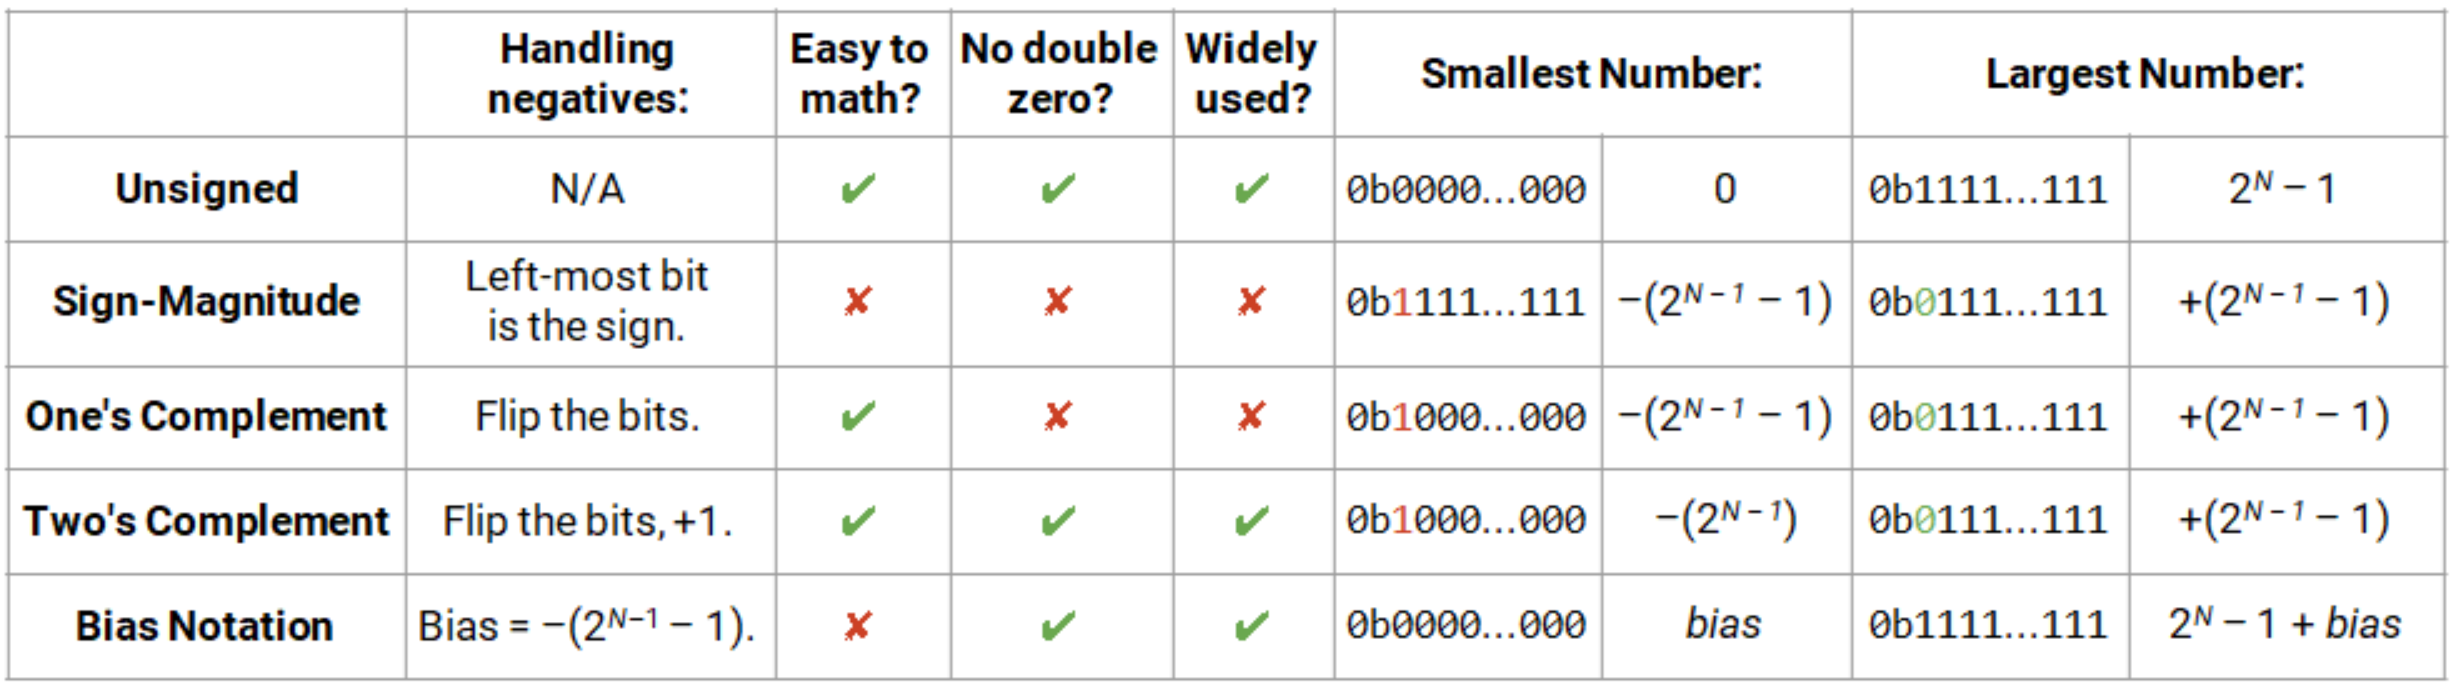 Handling negatives: Easy to math? No double zero? Widely used? Smallest Number: Largest Number:
Unsigned N/A ✔ ✔ ✔ 0b0000...000 0 0b1111...111 2^N – 1
Sign-Magnitude Left-most bit is the sign. ✘ ✘ ✘ 0b1111...111 –(2^(N – 1) – 1) 0b0111...111 +(2^(N – 1) – 1)
One's Complement Flip the bits. ✔ ✘ ✘ 0b1000...000 –(2^(N – 1) – 1) 0b0111...111 +(2^(N – 1) – 1)
Two's Complement Flip the bits, +1. ✔ ✔ ✔ 0b1000...000 –(2^(N – 1)) 0b0111...111 +(2^(N – 1) – 1)
Bias Notation Bias = –(2^(N–1) – 1). ✘ ✔ ✔ 0b0000...000 bias 0b1111...111 2^N – 1 + bias